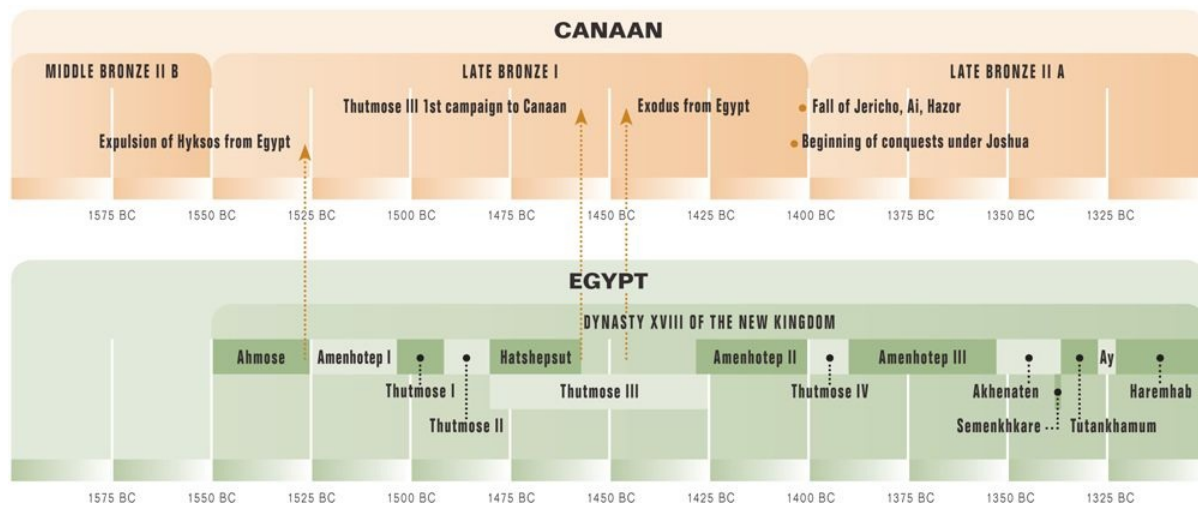 CANAAN
MIDDLE BRONZE II B
LATE BRONZE I
LATE BRONZE II A
Thutmose III 1st campaign to Canaan
Exodus from Egypt
Fall of Jericho, Ai, Hazor
Expulsion of Hyksos from Egypt
Beginning of conquests under Joshua
1575 BC
1550 BC
1525 BC
1500 BC
1475 BC
1450 BC
1425 BC
1400 BC
1375 BC
1350 BC
1325 BC
EGYPT
DYNASTY XVIII OF THE NEW KINGDOM
Ahmose
Amenhotep I
Hatshepsut
Amenhotep II
Amenhotep III
Ay
Thutmose I
Thutmose III
Thutmose IV
Akhenaten
Haremhab
Thutmose II
Semenkhkare
Tutankhamum
1575 BC
1550 BC
1525 BC
1500 BC
1475 BC
1450 BC
1425 BC
1400 BC
1375 BC
1350 BC
1325 BC